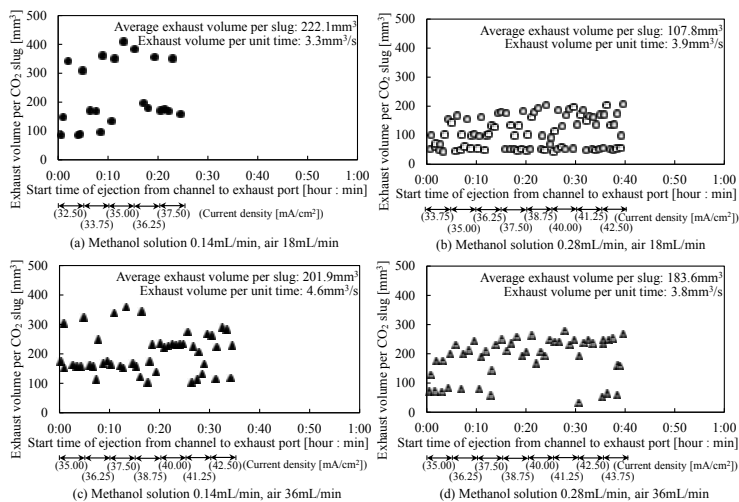 Average exhaust volume per slug: 222.1mm³
Exhaust volume per unit time: 3.3mm³/s
Exhaust volume per CO₂ slug [mm³]
500
400
300
200
100
0
0:00 0:10 0:20 0:30 0:40 0:50 1:00
Start time of ejection from channel to exhaust port [hour : min]
(32.50) (35.00) (37.50) (Current density [mA/cm²])
(33.75) (36.25)
(a) Methanol solution 0.14mL/min, air 18mL/min
Average exhaust volume per slug: 107.8mm³
Exhaust volume per unit time: 3.9mm³/s
Exhaust volume per CO₂ slug [mm³]
500
400
300
200
100
0
0:00 0:10 0:20 0:30 0:40 0:50 1:00
Start time of ejection from channel to exhaust port [hour : min]
(33.75) (36.25) (38.75) (41.25) (Current density [mA/cm²])
(35.00) (37.50) (40.00) (42.50)
(b) Methanol solution 0.28mL/min, air 18mL/min
Average exhaust volume per slug: 201.9mm³
Exhaust volume per unit time: 4.6mm³/s
Exhaust volume per CO₂ slug [mm³]
500
400
300
200
100
0
0:00 0:10 0:20 0:30 0:40 0:50 1:00
Start time of ejection from channel to exhaust port [hour : min]
(35.00) (37.50) (40.00) (42.50) (Current density [mA/cm²])
(36.25) (38.75) (41.25)
(c) Methanol solution 0.14mL/min, air 36mL/min
Average exhaust volume per slug: 183.6mm³
Exhaust volume per unit time: 3.8mm³/s
Exhaust volume per CO₂ slug [mm³]
500
400
300
200
100
0
0:00 0:10 0:20 0:30 0:40 0:50 1:00
Start time of ejection from channel to exhaust port [hour : min]
(35.00) (37.50) (40.00) (42.50) (Current density [mA/cm²])
(36.25) (38.75) (41.25) (43.75)
(d) Methanol solution 0.28mL/min, air 36mL/min